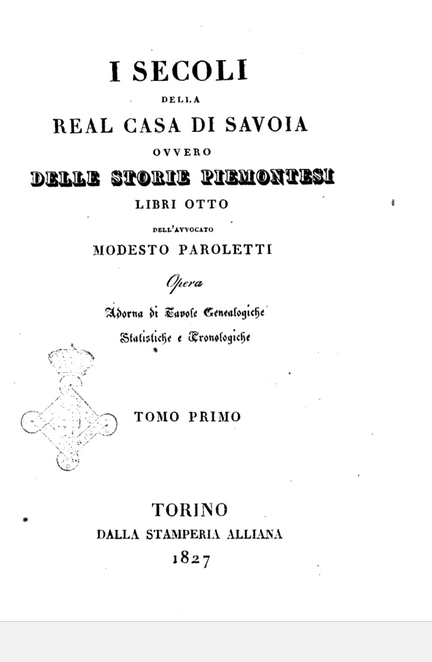 I SECOLI
DELLA
REAL CASA DI SAVOIA
OVVERO
DELLE STORIE PIEMONTESI
LIBRI OTTO
DELL'AVVOCATO
MODESTO PAROLETTI
Opera
Adorna di Tavole Genealogiche
Statistiche e Cronologiche
TOMO PRIMO
TORINO
DALLA STAMPERIA ALLIANA
1827